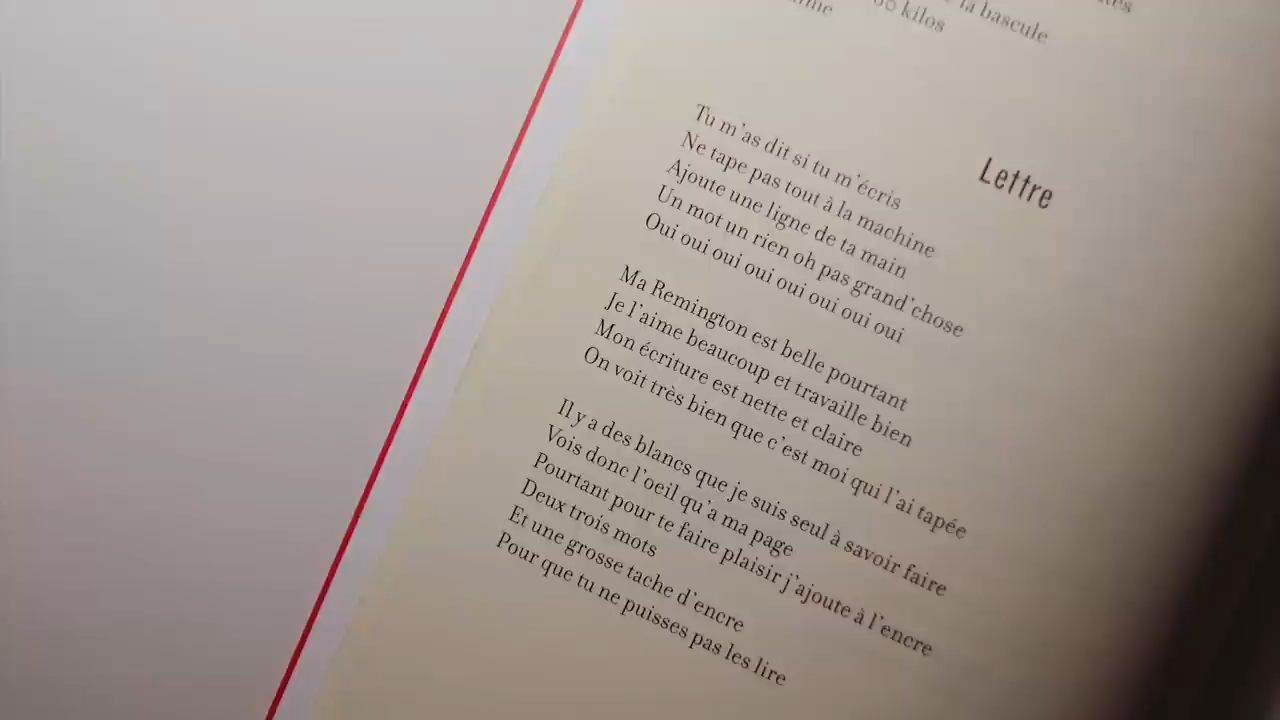 la bascule
kilos
Lettre
Tu m'as dit si tu m'écris
Ne tape pas tout à la machine
Ajoute une ligne de ta main
Un mot un rien oh pas grand'chose
Oui oui oui oui oui oui oui oui
Ma Remington est belle pourtant
Je l'aime beaucoup et travaille bien
Mon écriture est nette et claire
On voit très bien que c'est moi qui l'ai tapée
Il y a des blancs que je suis seul à savoir faire
Vois donc l'oeil qu'a ma page
Pourtant pour te faire plaisir j'ajoute à l'encre
Deux trois mots
Et une grosse tache d'encre
Pour que tu ne puisses pas les lire